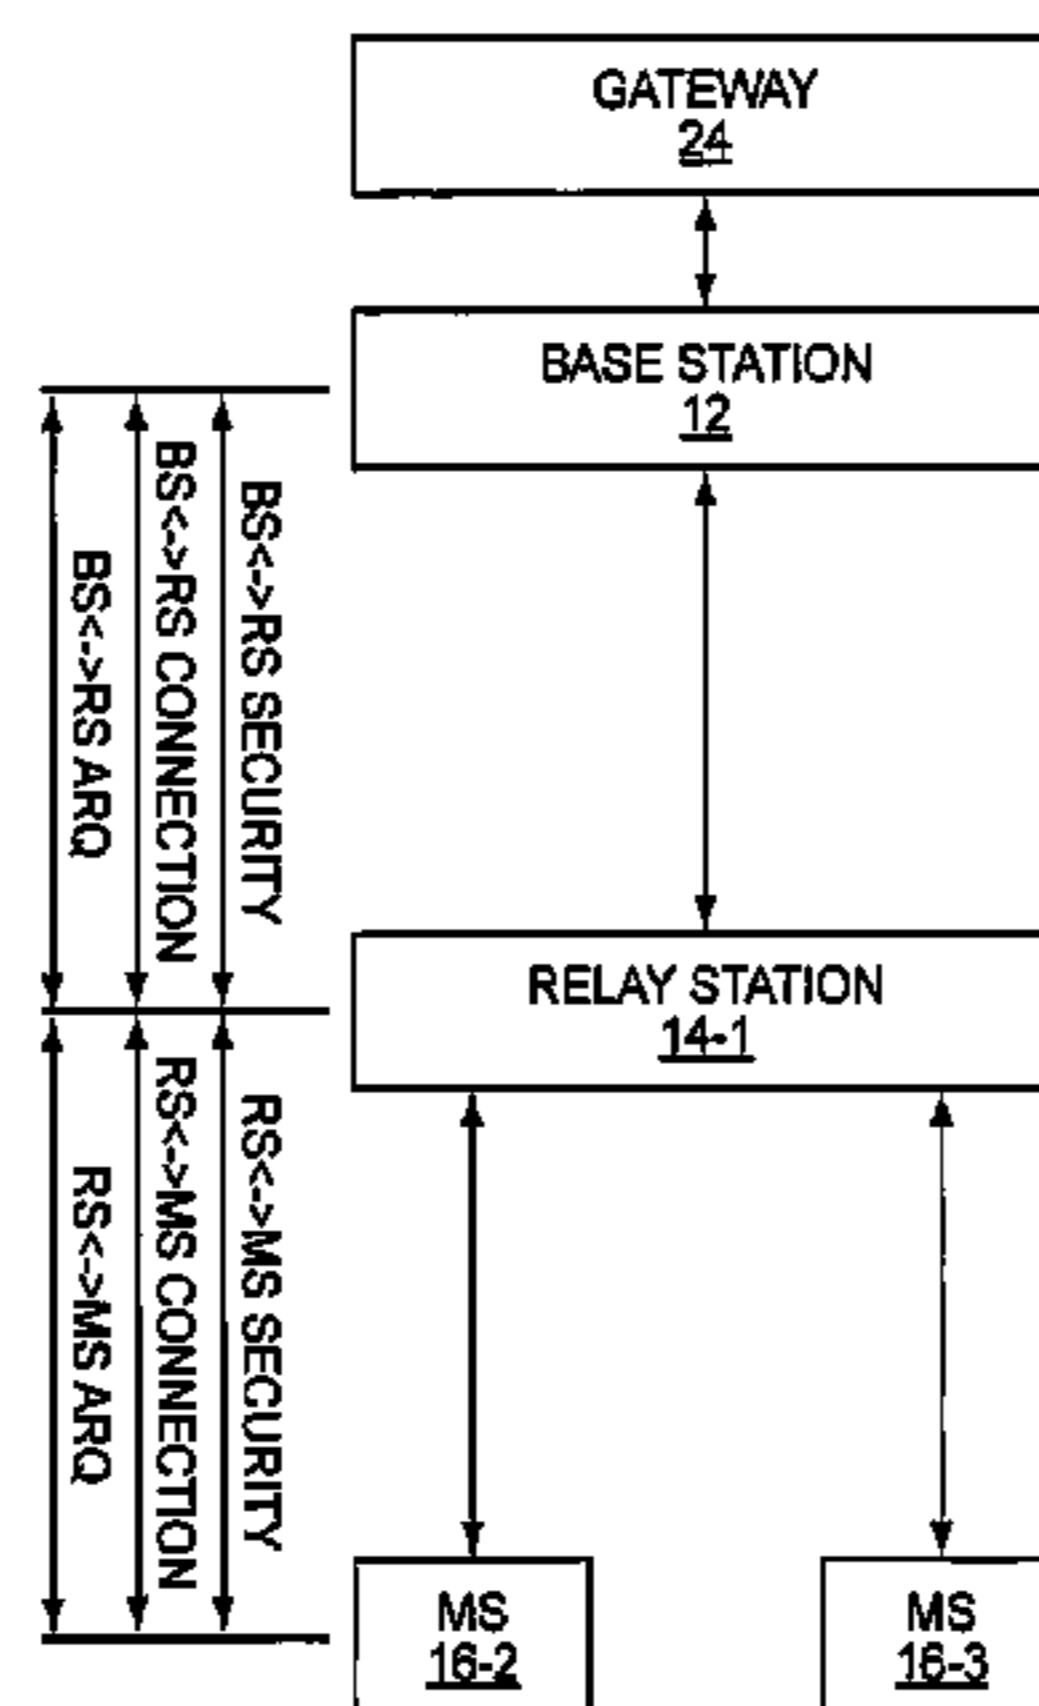 GATEWAY
24
BASE STATION
12
BS<->RS ARQ
BS<->RS CONNECTION
BS<->RS SECURITY
RELAY STATION
14-1
RS<->MS ARQ
RS<->MS CONNECTION
RS<->MS SECURITY
MS
16-2
MS
16-3